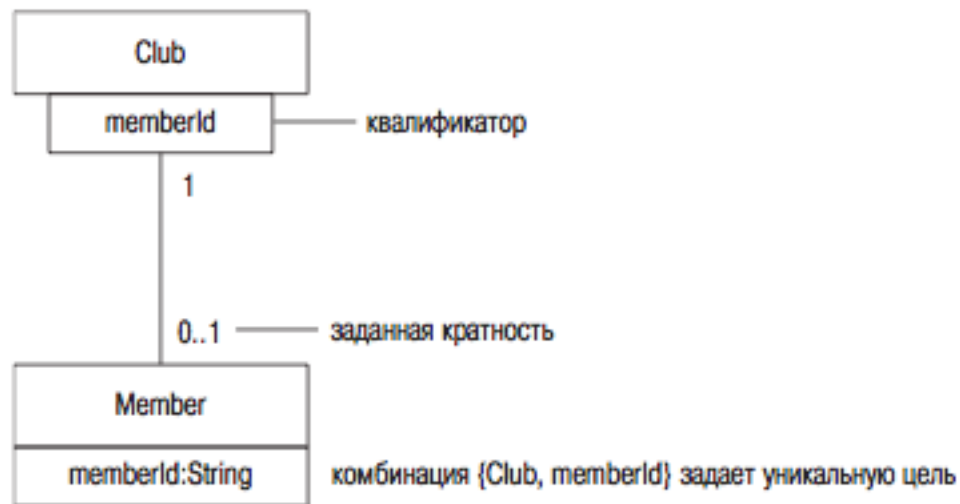 Club
memberId квалификатор
1
0..1 заданная кратность
Member
memberId:String комбинация {Club, memberId} задает уникальную цель